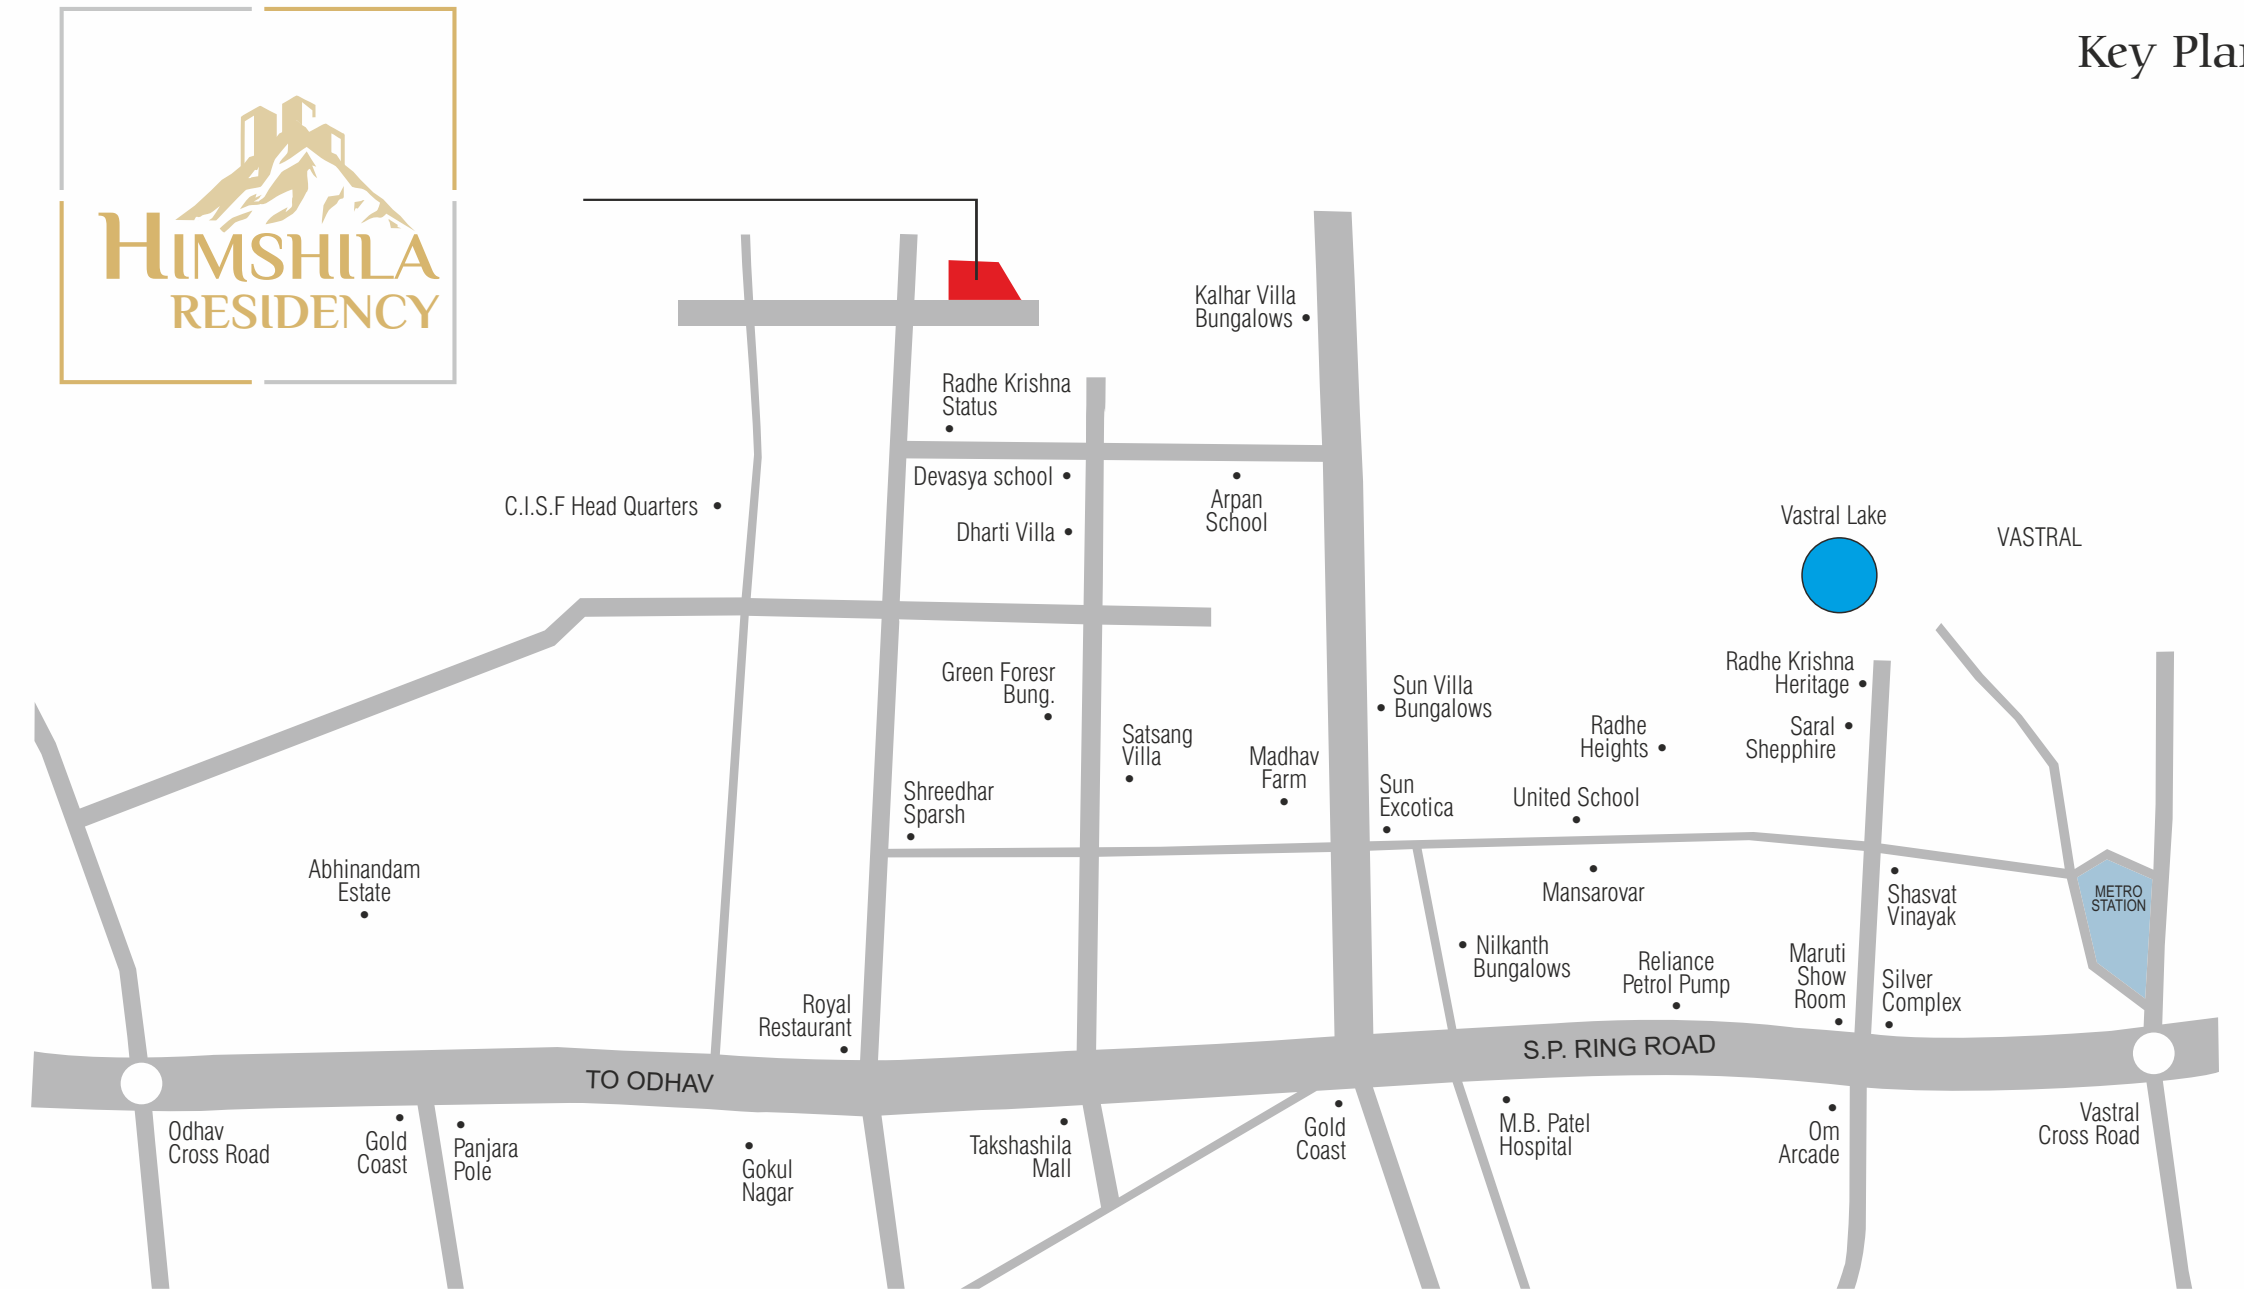 Key Plan
HIMSHILA
RESIDENCY
Kalhar Villa
Bungalows
Radhe Krishna
Status
Devasya school
C.I.S.F Head Quarters
Arpan
School
Dharti Villa
Vastral Lake
VASTRAL
Green Foresr
Bung.
Radhe Krishna
Heritage
Sun Villa
Bungalows
Radhe
Heights
Saral
Shepphire
Satsang
Villa
Madhav
Farm
Shreedhar
Sparsh
Sun
Excotica
United School
Abhinandam
Estate
Mansarovar
Shasvat
Vinayak
METRO
STATION
Nilkanth
Bungalows
Reliance
Petrol Pump
Maruti
Show
Room
Silver
Complex
Royal
Restaurant
S.P. RING ROAD
TO ODHAV
Odhav
Cross Road
Gold
Coast
Panjara
Pole
Gokul
Nagar
Takshashila
Mall
Gold
Coast
M.B. Patel
Hospital
Om
Arcade
Vastral
Cross Road